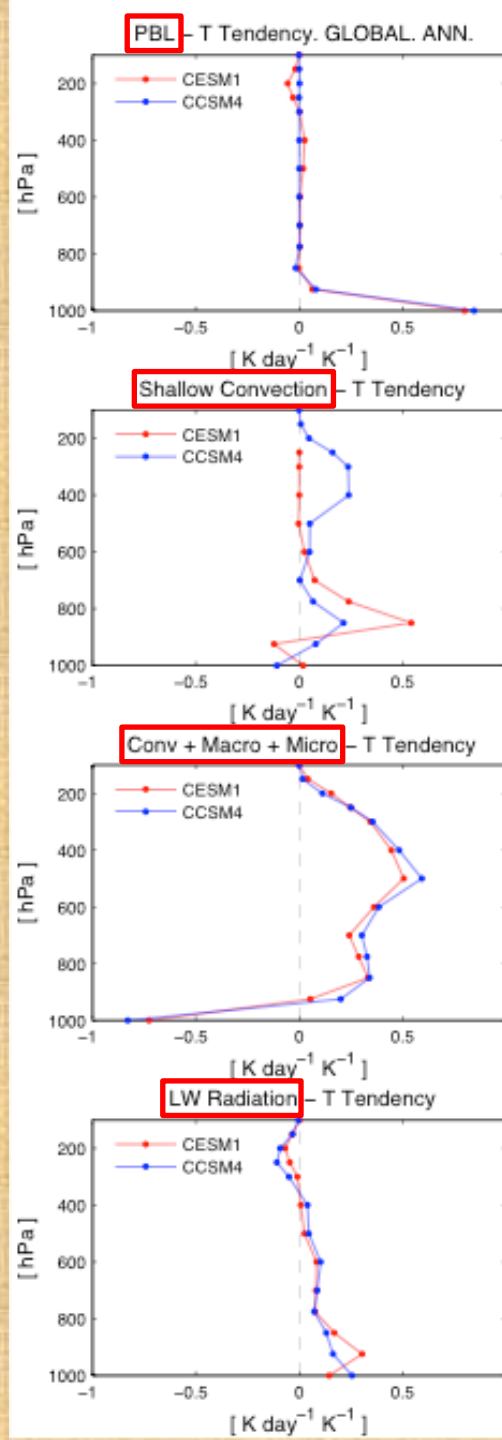 PBL – T Tendency. GLOBAL. ANN.
CESM1
CCSM4
200
400
600
800
1000
[ hPa ]
−1 −0.5 0 0.5
[ K day⁻¹ K⁻¹ ]
Shallow Convection – T Tendency
CESM1
CCSM4
200
400
600
800
1000
[ hPa ]
−1 −0.5 0 0.5
[ K day⁻¹ K⁻¹ ]
Conv + Macro + Micro – T Tendency
CESM1
CCSM4
200
400
600
800
1000
[ hPa ]
−1 −0.5 0 0.5
[ K day⁻¹ K⁻¹ ]
LW Radiation – T Tendency
CESM1
CCSM4
200
400
600
800
1000
[ hPa ]
−1 −0.5 0 0.5
[ K day⁻¹ K⁻¹ ]